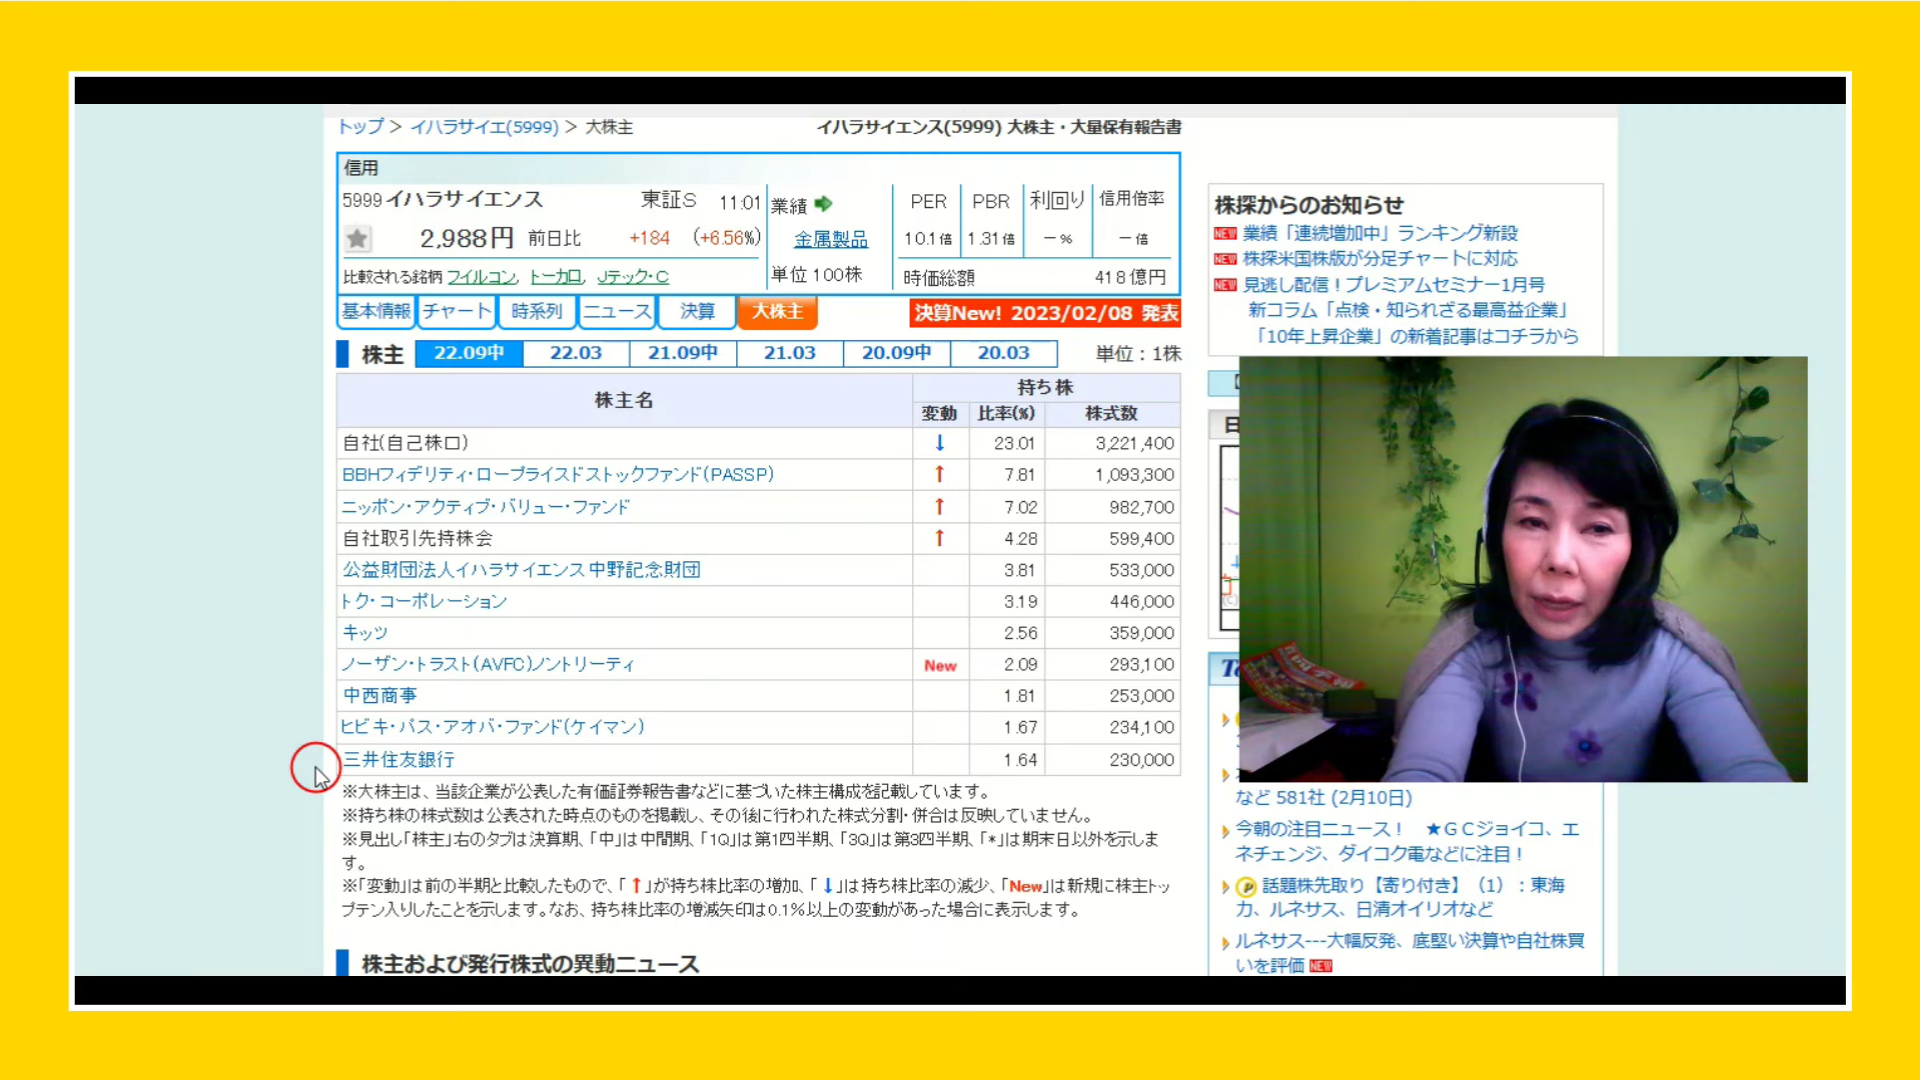 トップ > イハラサイエ(5999) > 大株主
イハラサイエンス(5999) 大株主・大量保有報告書
信用
5999 イハラサイエンス 東証S 11:01
2,988円 前日比 +184 (+6.56%)
比較される銘柄 フイルコン, トーカロ, Jテック・C
業績
金属製品
単位 100株
PER PBR 利回り 信用倍率
10.1倍 1.31倍 －% －倍
時価総額 418億円
基本情報 チャート 時系列 ニュース 決算 大株主
決算New! 2023/02/08 発表
株主 22.09中 22.03 21.09中 21.03 20.09中 20.03 単位：1株
株主名 持ち株
変動 比率(%) 株式数
自社(自己株口) ↓ 23.01 3,221,400
BBHフィデリティ・ロープライスドストックファンド(PASSP) ↑ 7.81 1,093,300
ニッポン・アクティブ・バリュー・ファンド ↑ 7.02 982,700
自社取引先持株会 ↑ 4.28 599,400
公益財団法人イハラサイエンス中野記念財団 3.81 533,000
トク・コーポレーション 3.19 446,000
キッツ 2.56 359,000
ノーザン・トラスト(AVFC)ノントリーティ New 2.09 293,100
中西商事 1.81 253,000
ヒビキ・パス・アオバ・ファンド(ケイマン) 1.67 234,100
三井住友銀行 1.64 230,000
※大株主は、当該企業が公表した有価証券報告書などに基づいた株主構成を記載しています。
※持ち株の株式数は公表された時点のものを掲載し、その後に行われた株式分割・併合は反映していません。
※見出し「株主」右のタブは決算期、「中」は中間期、「1Q」は第1四半期、「3Q」は第3四半期、「*」は期末日以外を示しま
す。
※「変動」は前の半期と比較したもので、「↑」が持ち株比率の増加、「↓」は持ち株比率の減少、「New」は新規に株主トッ
プテン入りしたことを示します。なお、持ち株比率の増減矢印は0.1%以上の変動があった場合に表示します。
株主および発行株式の異動ニュース
株探からのお知らせ
NEW 業績「連続増加中」ランキング新設
NEW 株探米国株版が分足チャートに対応
NEW 見逃し配信！プレミアムセミナー1月号
新コラム「点検・知られざる最高益企業」
「10年上昇企業」の新着記事はコチラから
など 581社 (2月10日)
今朝の注目ニュース！ ★ＧＣジョイコ、エ
ネチェンジ、ダイコク電などに注目！
P 話題株先取り【寄り付き】（1）：東海
カ、ルネサス、日清オイリオなど
ルネサス---大幅反発、底堅い決算や自社株買
いを評価 NEW